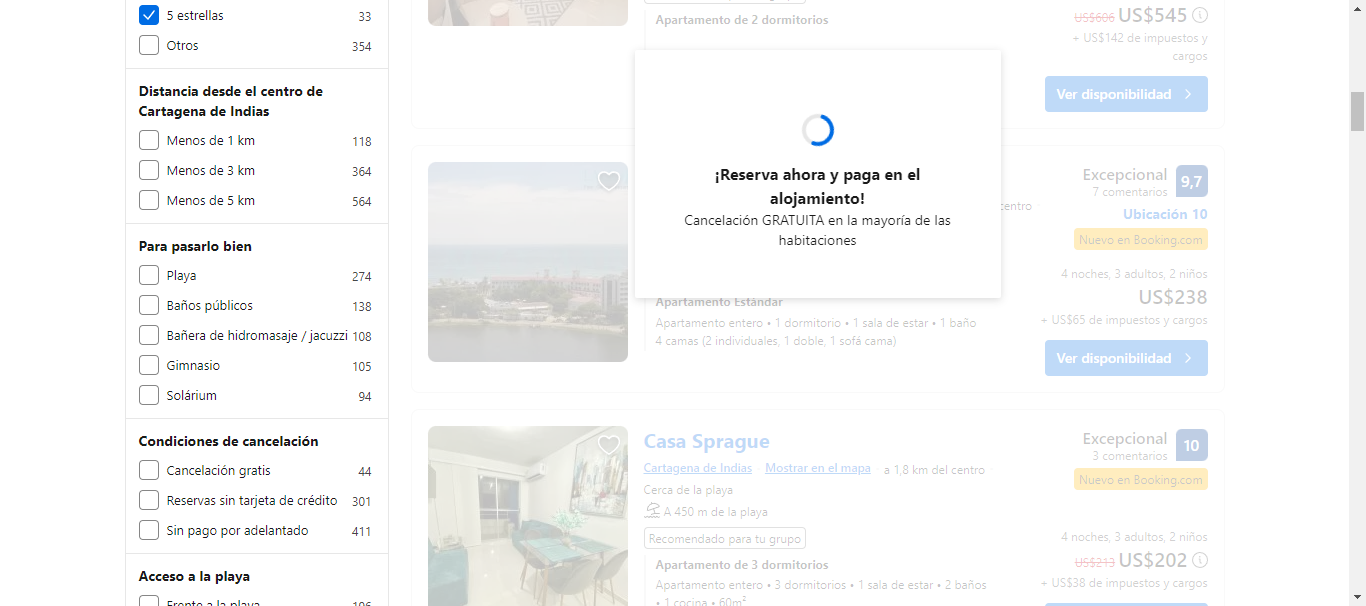 5 estrellas 33
Otros 354
Distancia desde el centro de
Cartagena de Indias
Menos de 1 km 118
Menos de 3 km 364
Menos de 5 km 564
Para pasarlo bien
Playa 274
Baños públicos 138
Bañera de hidromasaje / jacuzzi 108
Gimnasio 105
Solárium 94
Condiciones de cancelación
Cancelación gratis 44
Reservas sin tarjeta de crédito 301
Sin pago por adelantado 411
Acceso a la playa
Frente a la playa 196
Apartamento de 2 dormitorios
US$606 US$545
+ US$142 de impuestos y
cargos
Ver disponibilidad
¡Reserva ahora y paga en el
alojamiento!
Cancelación GRATUITA en la mayoría de las
habitaciones
centro
Excepcional 9,7
7 comentarios
Ubicación 10
Nuevo en Booking.com
Apartamento Estándar
Apartamento entero • 1 dormitorio • 1 sala de estar • 1 baño
4 camas (2 individuales, 1 doble, 1 sofá cama)
4 noches, 3 adultos, 2 niños
US$238
+ US$65 de impuestos y cargos
Ver disponibilidad
Casa Sprague
Cartagena de Indias Mostrar en el mapa a 1,8 km del centro
Cerca de la playa
A 450 m de la playa
Recomendado para tu grupo
Apartamento de 3 dormitorios
Apartamento entero • 3 dormitorios • 1 sala de estar • 2 baños
• 1 cocina • 60m²
Excepcional 10
3 comentarios
Nuevo en Booking.com
4 noches, 3 adultos, 2 niños
US$213 US$202
+ US$38 de impuestos y cargos